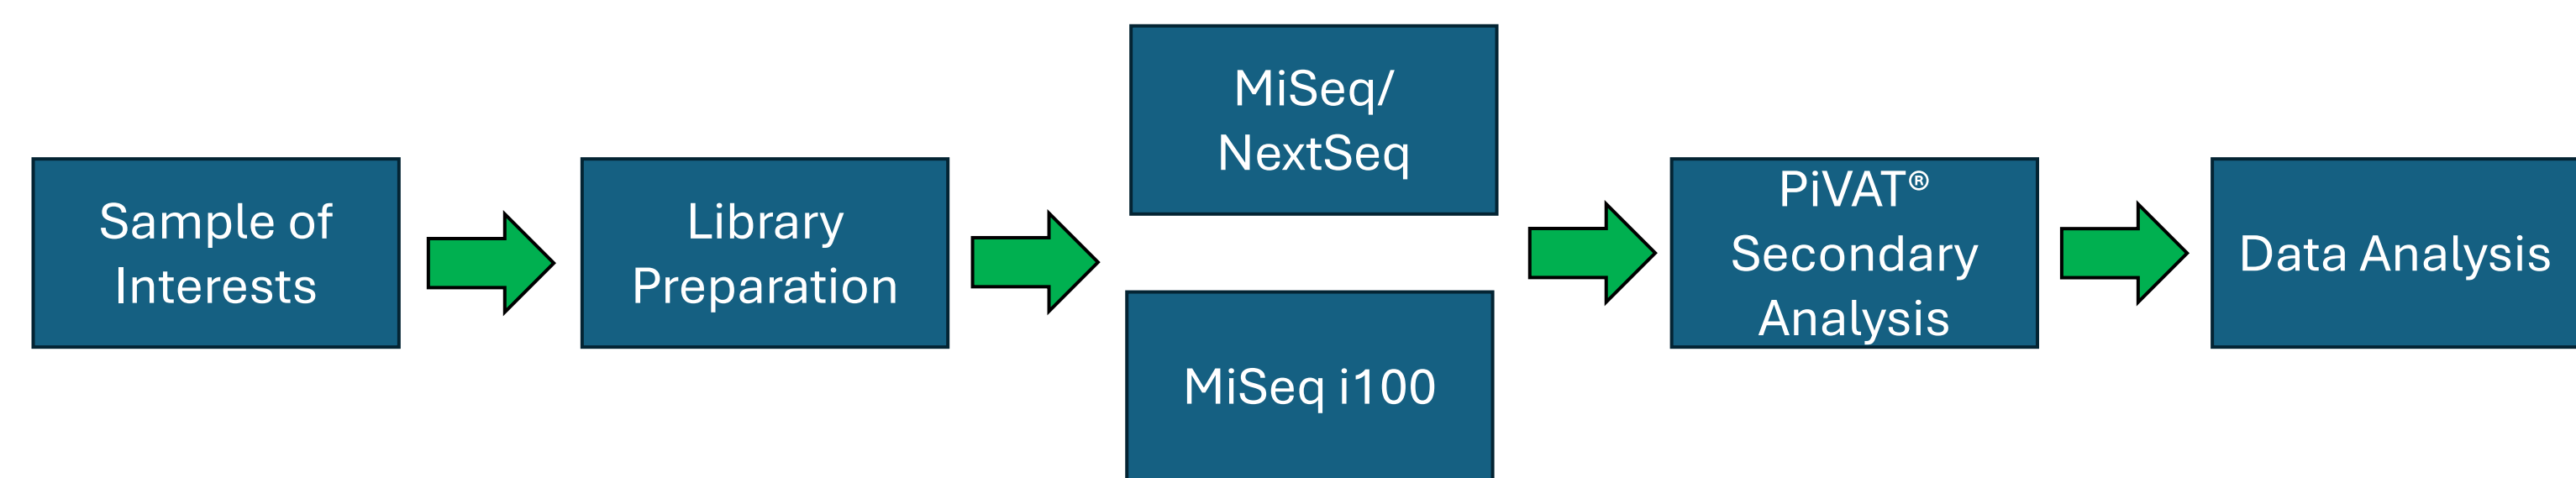 Sample of
Interests
Library
Preparation
MiSeq/
NextSeq
MiSeq i100
PiVAT®
Secondary
Analysis
Data Analysis